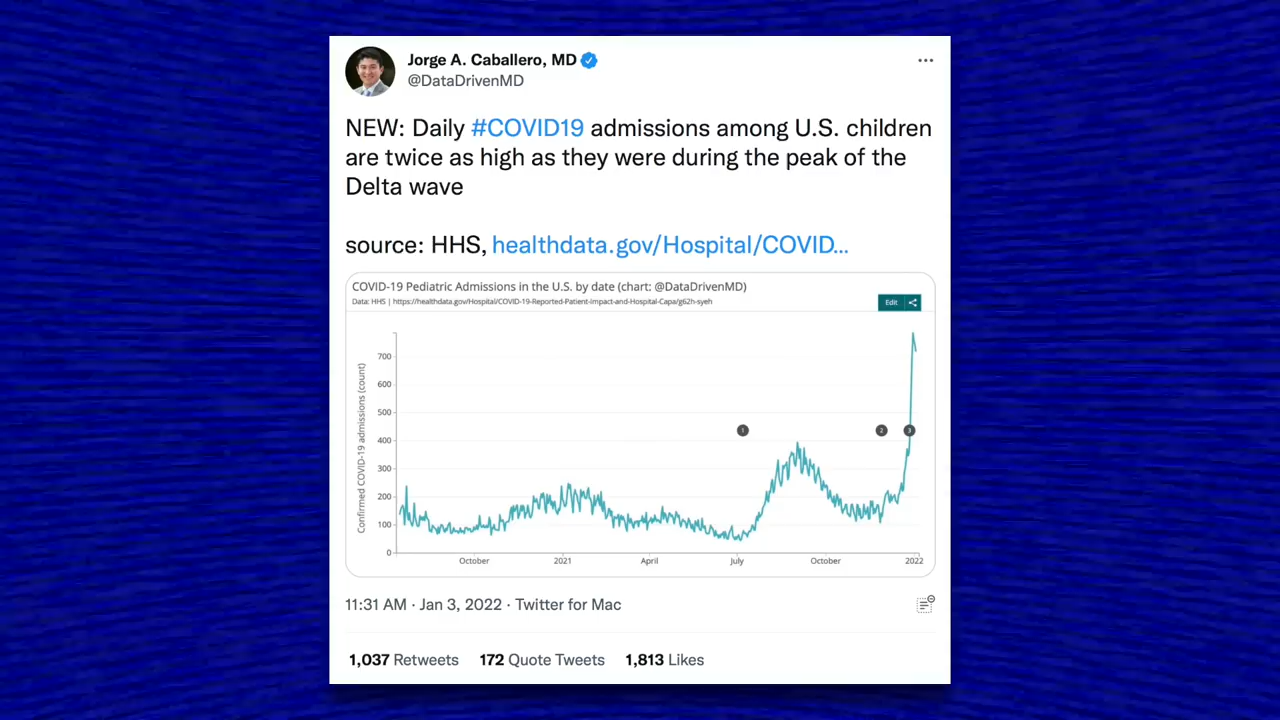 Jorge A. Caballero, MD
@DataDrivenMD
NEW: Daily #COVID19 admissions among U.S. children
are twice as high as they were during the peak of the
Delta wave
source: HHS, healthdata.gov/Hospital/COVID...
COVID-19 Pediatric Admissions in the U.S. by date (chart: @DataDrivenMD)
Data: HHS | https://healthdata.gov/Hospital/COVID-19-Reported-Patient-Impact-and-Hospital-Capa/g62h-syeh
Edit
Confirmed COVID-19 admissions (count)
700
600
500
400
300
200
100
0
1
2
3
October
2021
April
July
October
2022
11:31 AM · Jan 3, 2022 · Twitter for Mac
1,037 Retweets 172 Quote Tweets 1,813 Likes